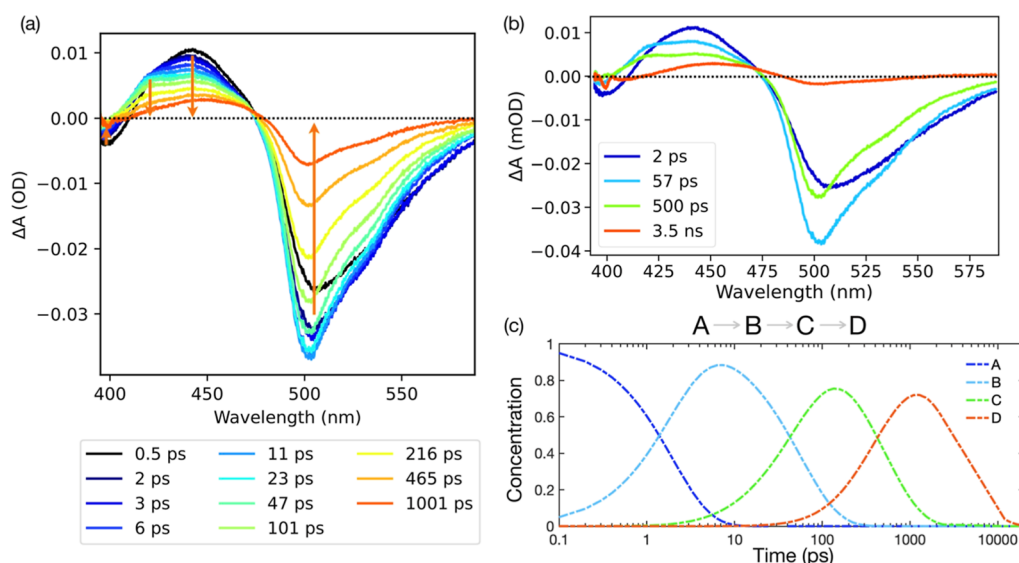 (a)
0.01
0.00
−0.01
−0.02
−0.03
ΔA (OD)
400 450 500 550
Wavelength (nm)
0.5 ps 11 ps 216 ps
2 ps 23 ps 465 ps
3 ps 47 ps 1001 ps
6 ps 101 ps
(b)
0.01
0.00
−0.01
−0.02
−0.03
−0.04
ΔA (mOD)
2 ps
57 ps
500 ps
3.5 ns
400 425 450 475 500 525 550 575
Wavelength (nm)
(c)
A → B → C → D
1
0.8
0.6
0.4
0.2
0
Concentration
A
B
C
D
0.1 1 10 100 1000 10000
Time (ps)